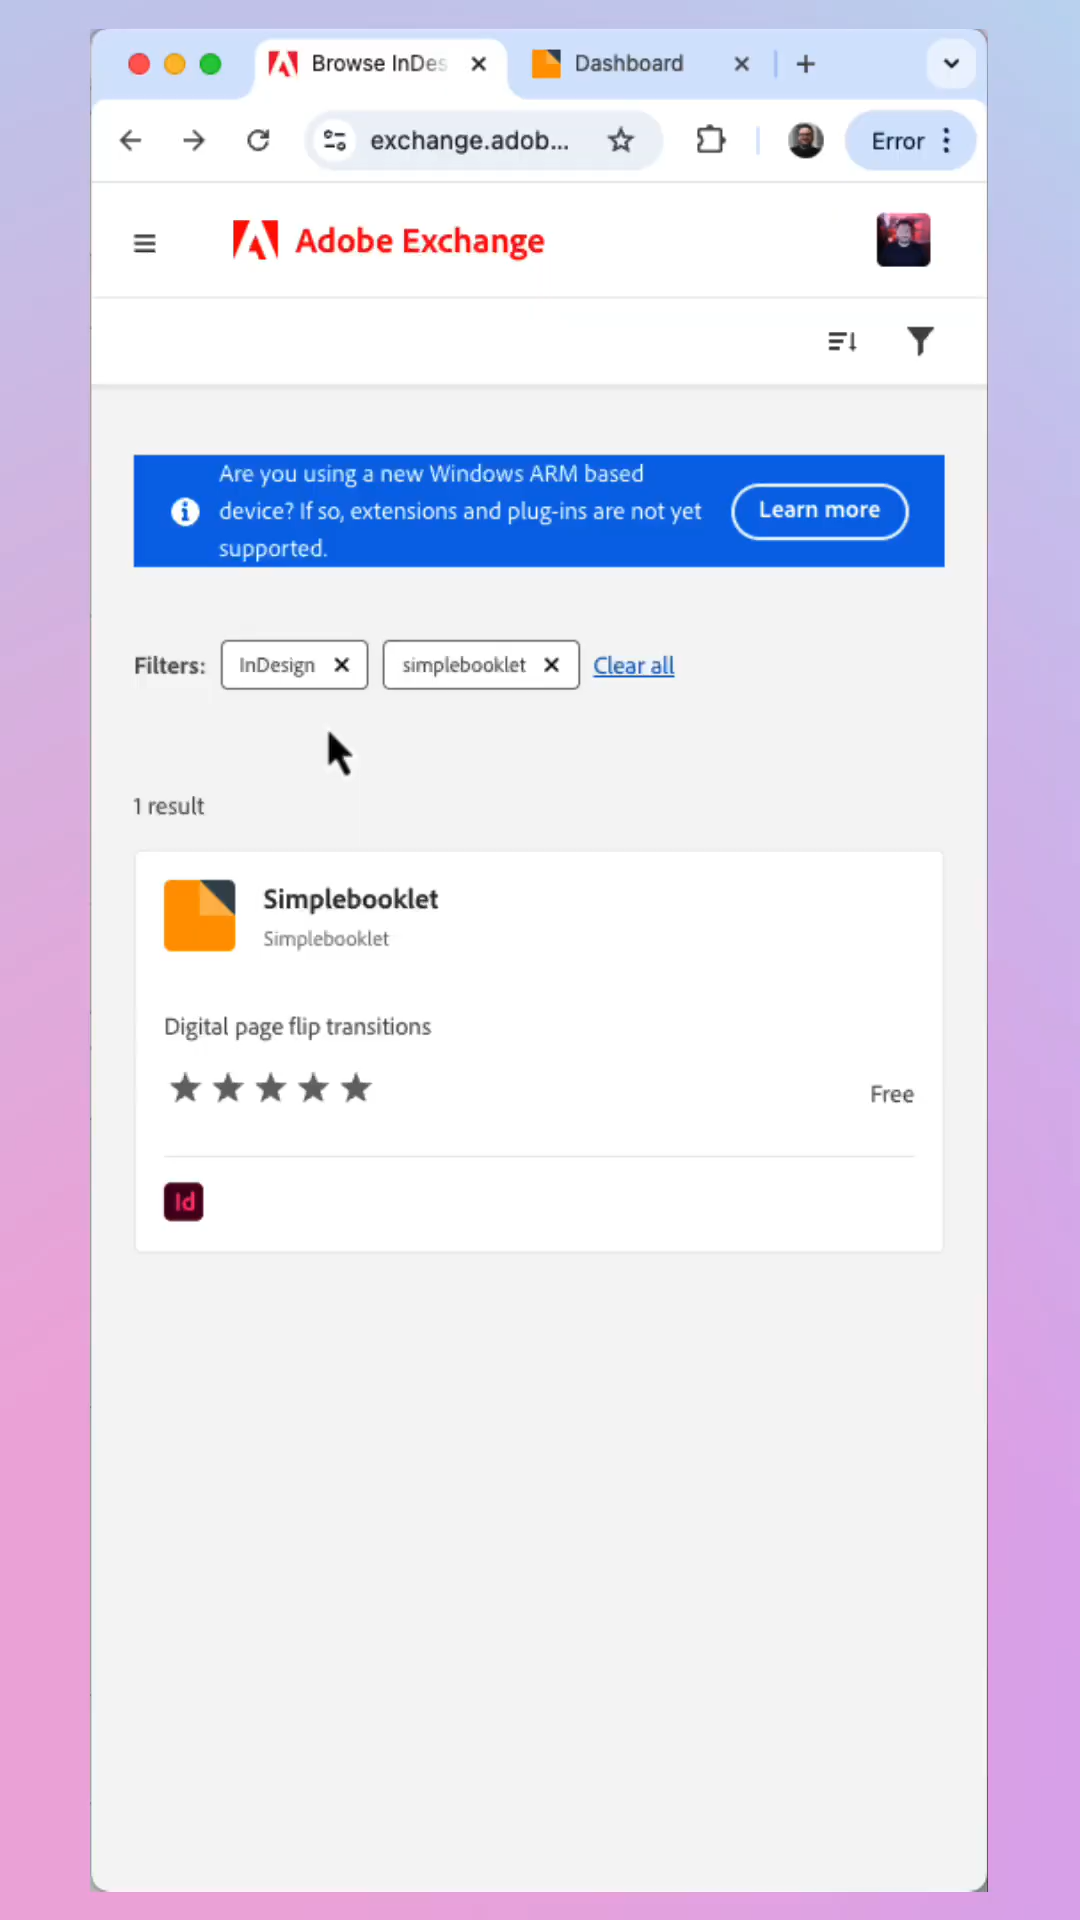 Browse InDes
Dashboard
exchange.adob...
Error
Adobe Exchange
Are you using a new Windows ARM based
device? If so, extensions and plug-ins are not yet
supported.
Learn more
Filters:
InDesign
simplebooklet
Clear all
1 result
Simplebooklet
Simplebooklet
Digital page flip transitions
Free
Id